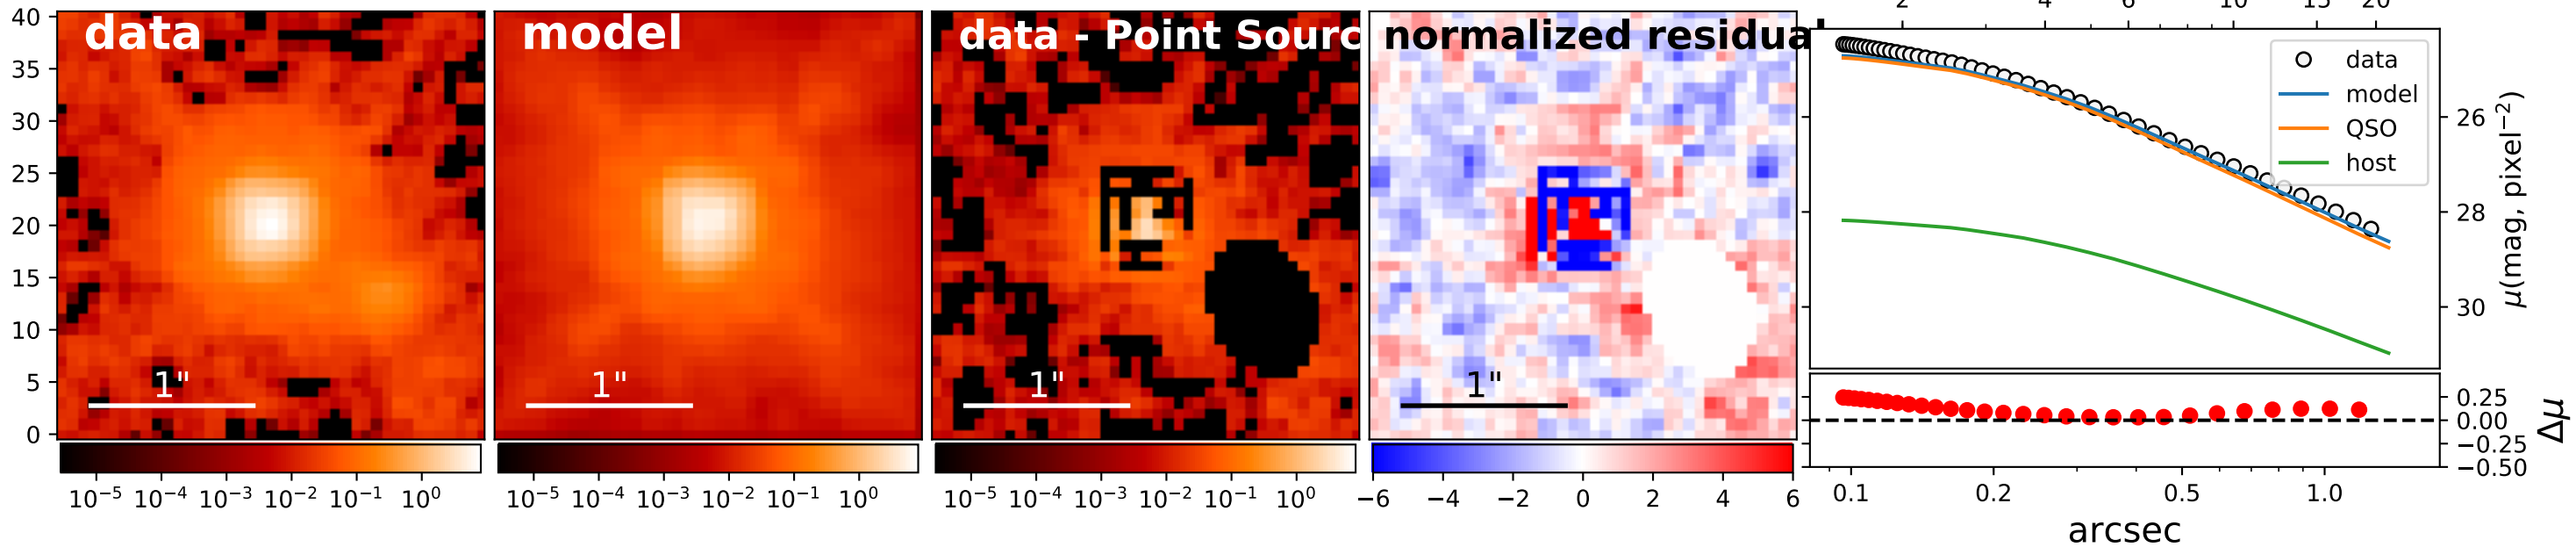 data
model
data - Point Sourc
normalized residual
40
35
30
25
20
15
10
5
0
1"
1"
1"
1"
10⁻⁵ 10⁻⁴ 10⁻³ 10⁻² 10⁻¹ 10⁰
10⁻⁵ 10⁻⁴ 10⁻³ 10⁻² 10⁻¹ 10⁰
10⁻⁵ 10⁻⁴ 10⁻³ 10⁻² 10⁻¹ 10⁰
−6 −4 −2 0 2 4 6
2 4 6 10 15 20
data
model
QSO
host
26
28
30
μ(mag, pixel⁻²)
0.25
0.00
−0.25
−0.50
Δμ
0.1 0.2 0.5 1.0
arcsec